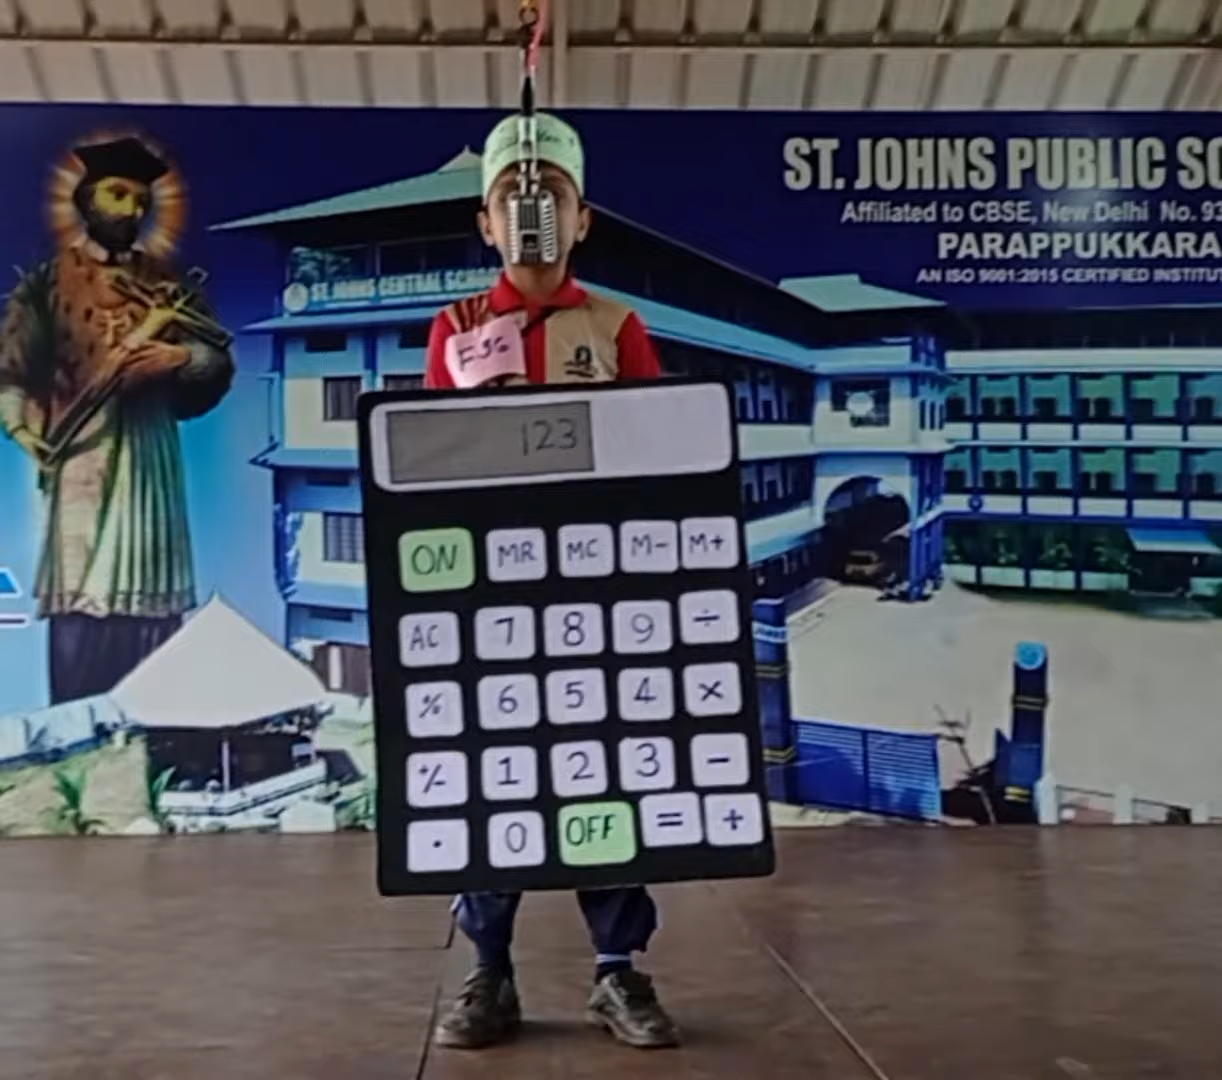 ST. JOHNS PUBLIC SC
Affiliated to CBSE, New Delhi No. 93
PARAPPUKKARA
AN ISO 9001:2015 CERTIFIED INSTITUT
ST. JOHNS CENTRAL SCHOOL
F36
123
ON MR MC M- M+
AC 7 8 9 ÷
% 6 5 4 ×
+/- 1 2 3 −
. 0 OFF = +